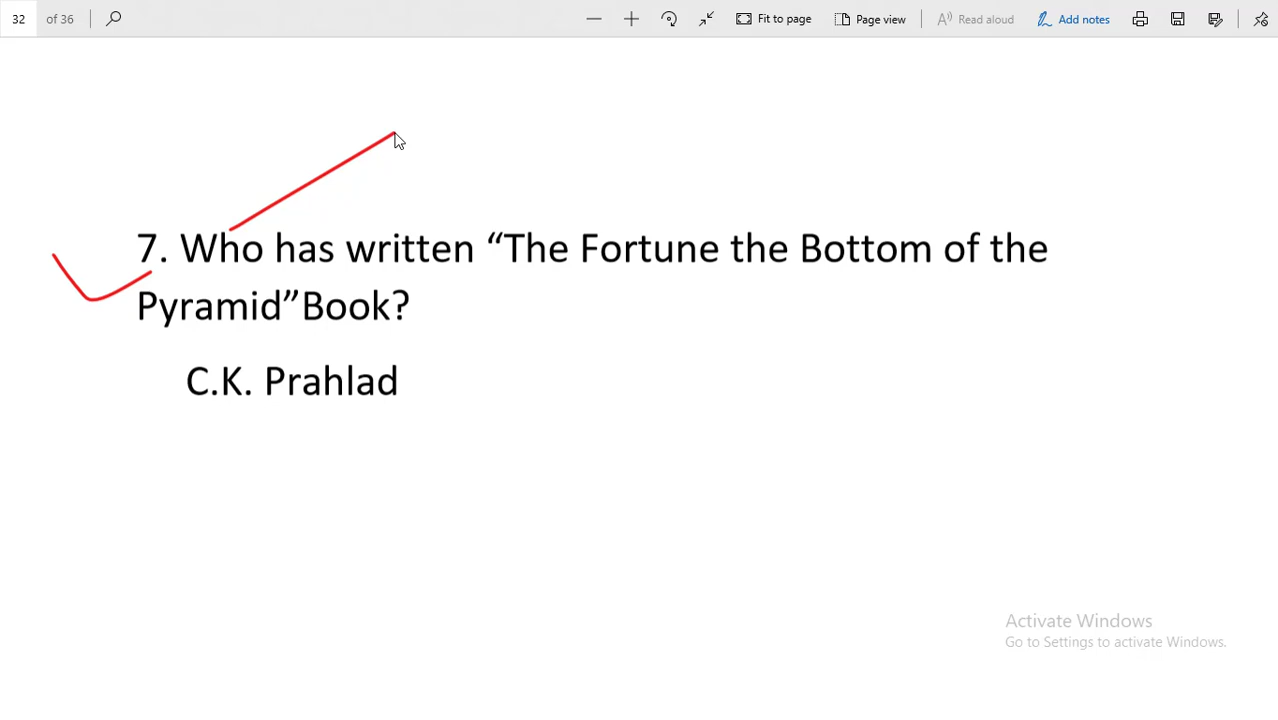 32 of 36 Fit to page Page view Read aloud Add notes
7. Who has written “The Fortune the Bottom of the
Pyramid”Book?
C.K. Prahlad
Activate Windows
Go to Settings to activate Windows.